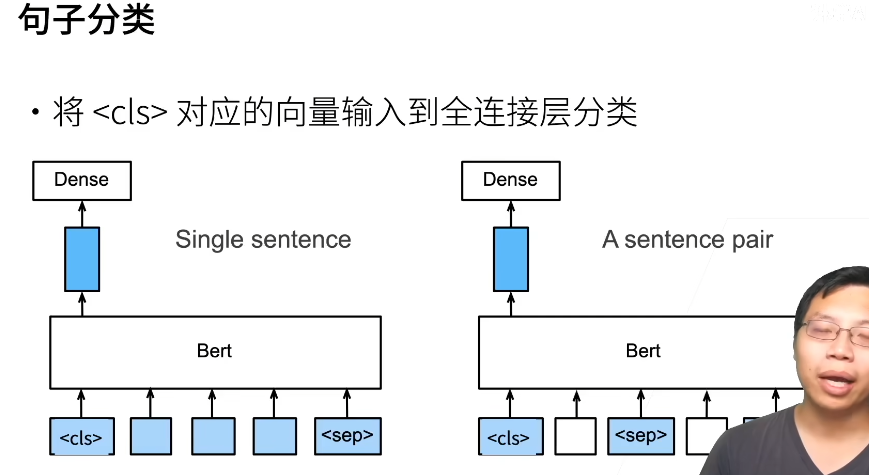 句子分类
• 将 <cls> 对应的向量输入到全连接层分类
Dense
Single sentence
Bert
<cls>
<sep>
Dense
A sentence pair
Bert
<cls>
<sep>